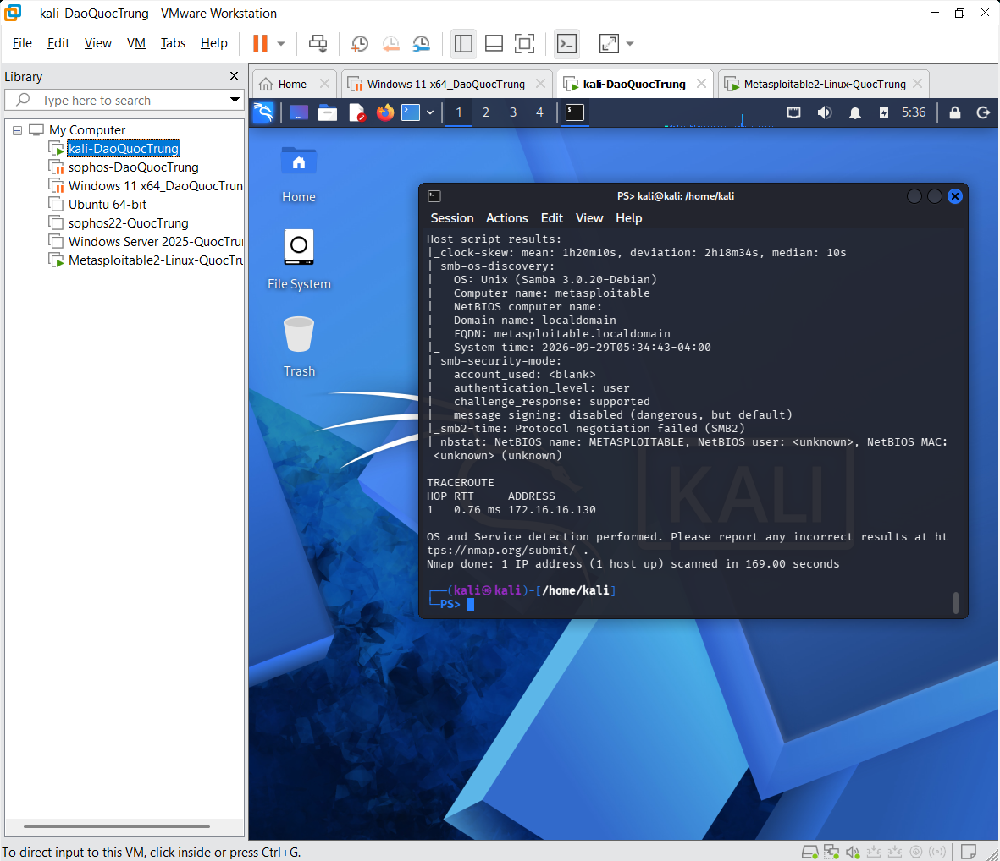 kali-DaoQuocTrung - VMware Workstation
File Edit View VM Tabs Help
Library
Type here to search
My Computer
kali-DaoQuocTrung
sophos-DaoQuocTrung
Windows 11 x64_DaoQuocTrun
Ubuntu 64-bit
sophos22-QuocTrung
Windows Server 2025-QuocTrun
Metasploitable2-Linux-QuocTru
Home
Windows 11 x64_DaoQuocTrung
kali-DaoQuocTrung
Metasploitable2-Linux-QuocTrung
1 2 3 4
5:36
Home
File System
Trash
PS> kali@kali: /home/kali
Session Actions Edit View Help
Host script results:
|_clock-skew: mean: 1h20m10s, deviation: 2h18m34s, median: 10s
| smb-os-discovery:
|   OS: Unix (Samba 3.0.20-Debian)
|   Computer name: metasploitable
|   NetBIOS computer name:
|   Domain name: localdomain
|   FQDN: metasploitable.localdomain
|_  System time: 2026-09-29T05:34:43-04:00
| smb-security-mode:
|   account_used: <blank>
|   authentication_level: user
|   challenge_response: supported
|_  message_signing: disabled (dangerous, but default)
|_smb2-time: Protocol negotiation failed (SMB2)
|_nbstat: NetBIOS name: METASPLOITABLE, NetBIOS user: <unknown>, NetBIOS MAC:
<unknown> (unknown)
TRACEROUTE
HOP RTT     ADDRESS
1   0.76 ms 172.16.16.130
OS and Service detection performed. Please report any incorrect results at ht
tps://nmap.org/submit/ .
Nmap done: 1 IP address (1 host up) scanned in 169.00 seconds
┌──(kali㉿kali)-[/home/kali]
└─PS>
KALI
To direct input to this VM, click inside or press Ctrl+G.